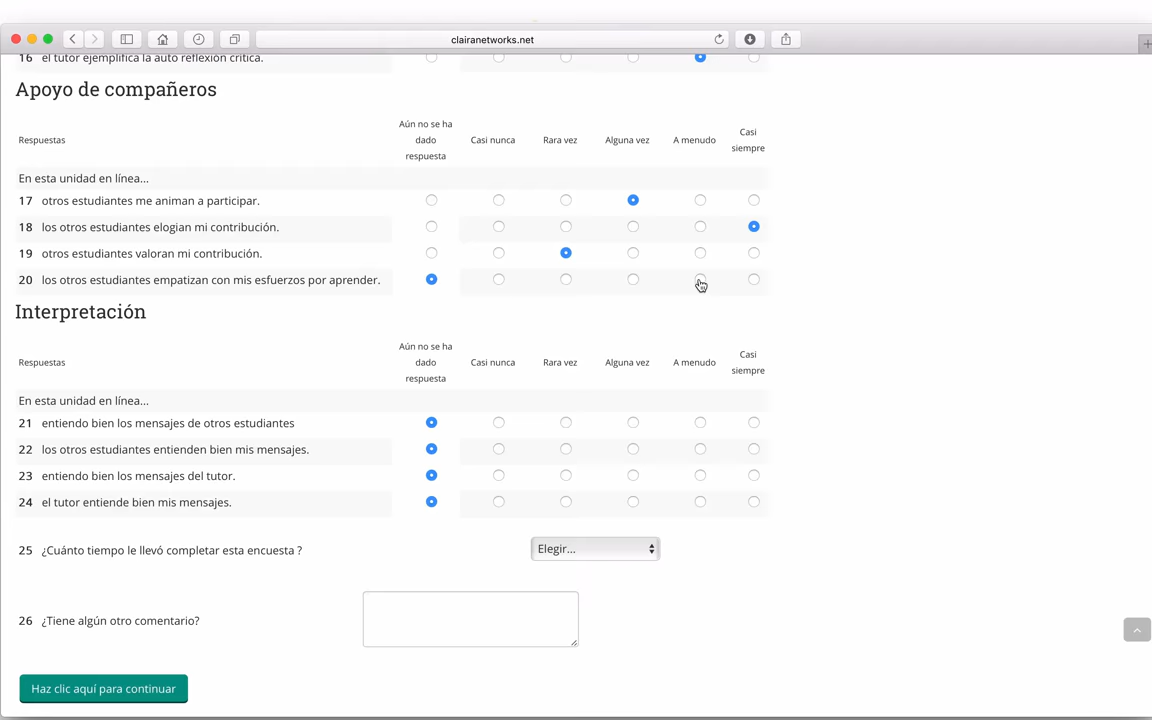 clairanetworks.net
16 el tutor ejemplifica la auto reflexión crítica.
Apoyo de compañeros
Respuestas
Aún no se ha
dado
respuesta
Casi nunca
Rara vez
Alguna vez
A menudo
Casi
siempre
En esta unidad en línea...
17 otros estudiantes me animan a participar.
18 los otros estudiantes elogian mi contribución.
19 otros estudiantes valoran mi contribución.
20 los otros estudiantes empatizan con mis esfuerzos por aprender.
Interpretación
Respuestas
Aún no se ha
dado
respuesta
Casi nunca
Rara vez
Alguna vez
A menudo
Casi
siempre
En esta unidad en línea...
21 entiendo bien los mensajes de otros estudiantes
22 los otros estudiantes entienden bien mis mensajes.
23 entiendo bien los mensajes del tutor.
24 el tutor entiende bien mis mensajes.
25 ¿Cuánto tiempo le llevó completar esta encuesta ?
Elegir...
26 ¿Tiene algún otro comentario?
Haz clic aquí para continuar